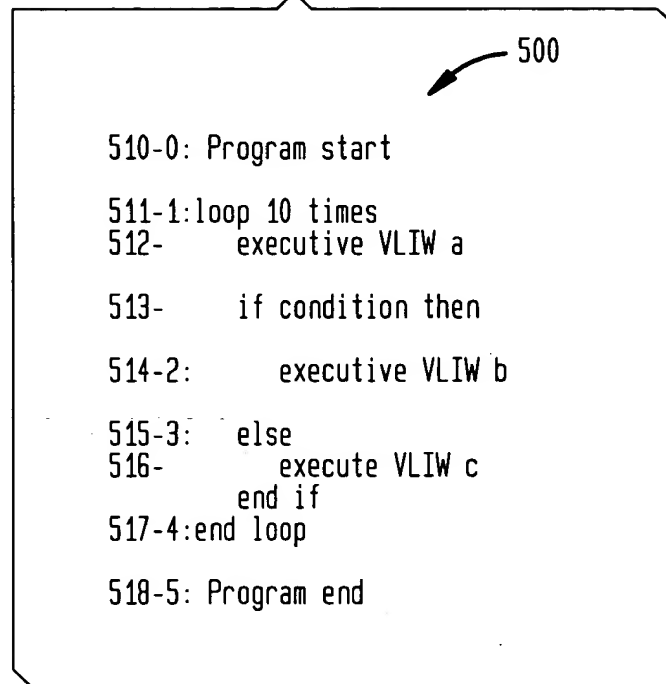 500
510-0: Program start
511-1:loop 10 times
512- executive VLIW a
513- if condition then
514-2: executive VLIW b
515-3: else
516- execute VLIW c
end if
517-4:end loop
518-5: Program end